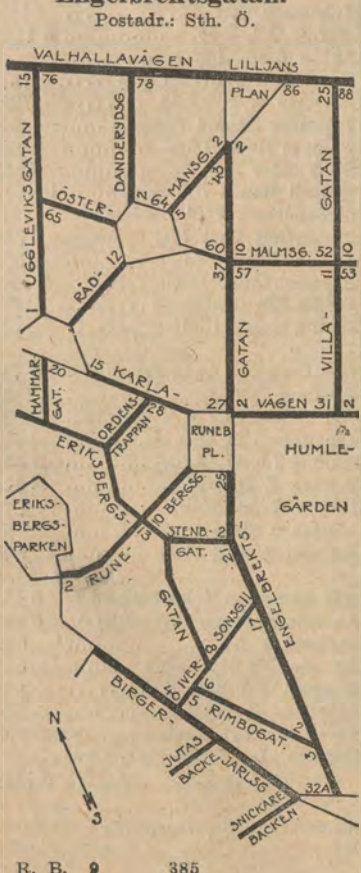 Engelbrektsgatan.
Postadr.: Sth. Ö.
VALHALLAVÄGEN LILLJANS
PLAN
15 76 78 86 25 88
UGGLEVIKSGATAN
DANDERYDSG
MANSG. 2 2
43
GATAN
ÖSTER-
65 2 64 5
60 10 MALMSG. 52 10
37 57 11 53
12
RÅD-
1
GATAN
VILLA-
20 15 KARLA-
27 2 VÄGEN 31 2
HAMMAR
GAT.
ORDENS-
TRAPPAN 28
RUNEB
PL.
HUMLE-
GÅRDEN
ERIKSBERGS-
10 BERGSG
25
ERIKS-
BERGS-
PARKEN
13
STENB- 2
GAT. 21
RUNE-
2
GATAN
ENGELBREKTS-
SONSG. 11
17
IVER 8
6
40
5 RIMBOGAT. 2
3
BIRGER-
JARLSG
JUTAS
BACKE
32A
SNICKARE
BACKEN
N
S
R. B. 9 385